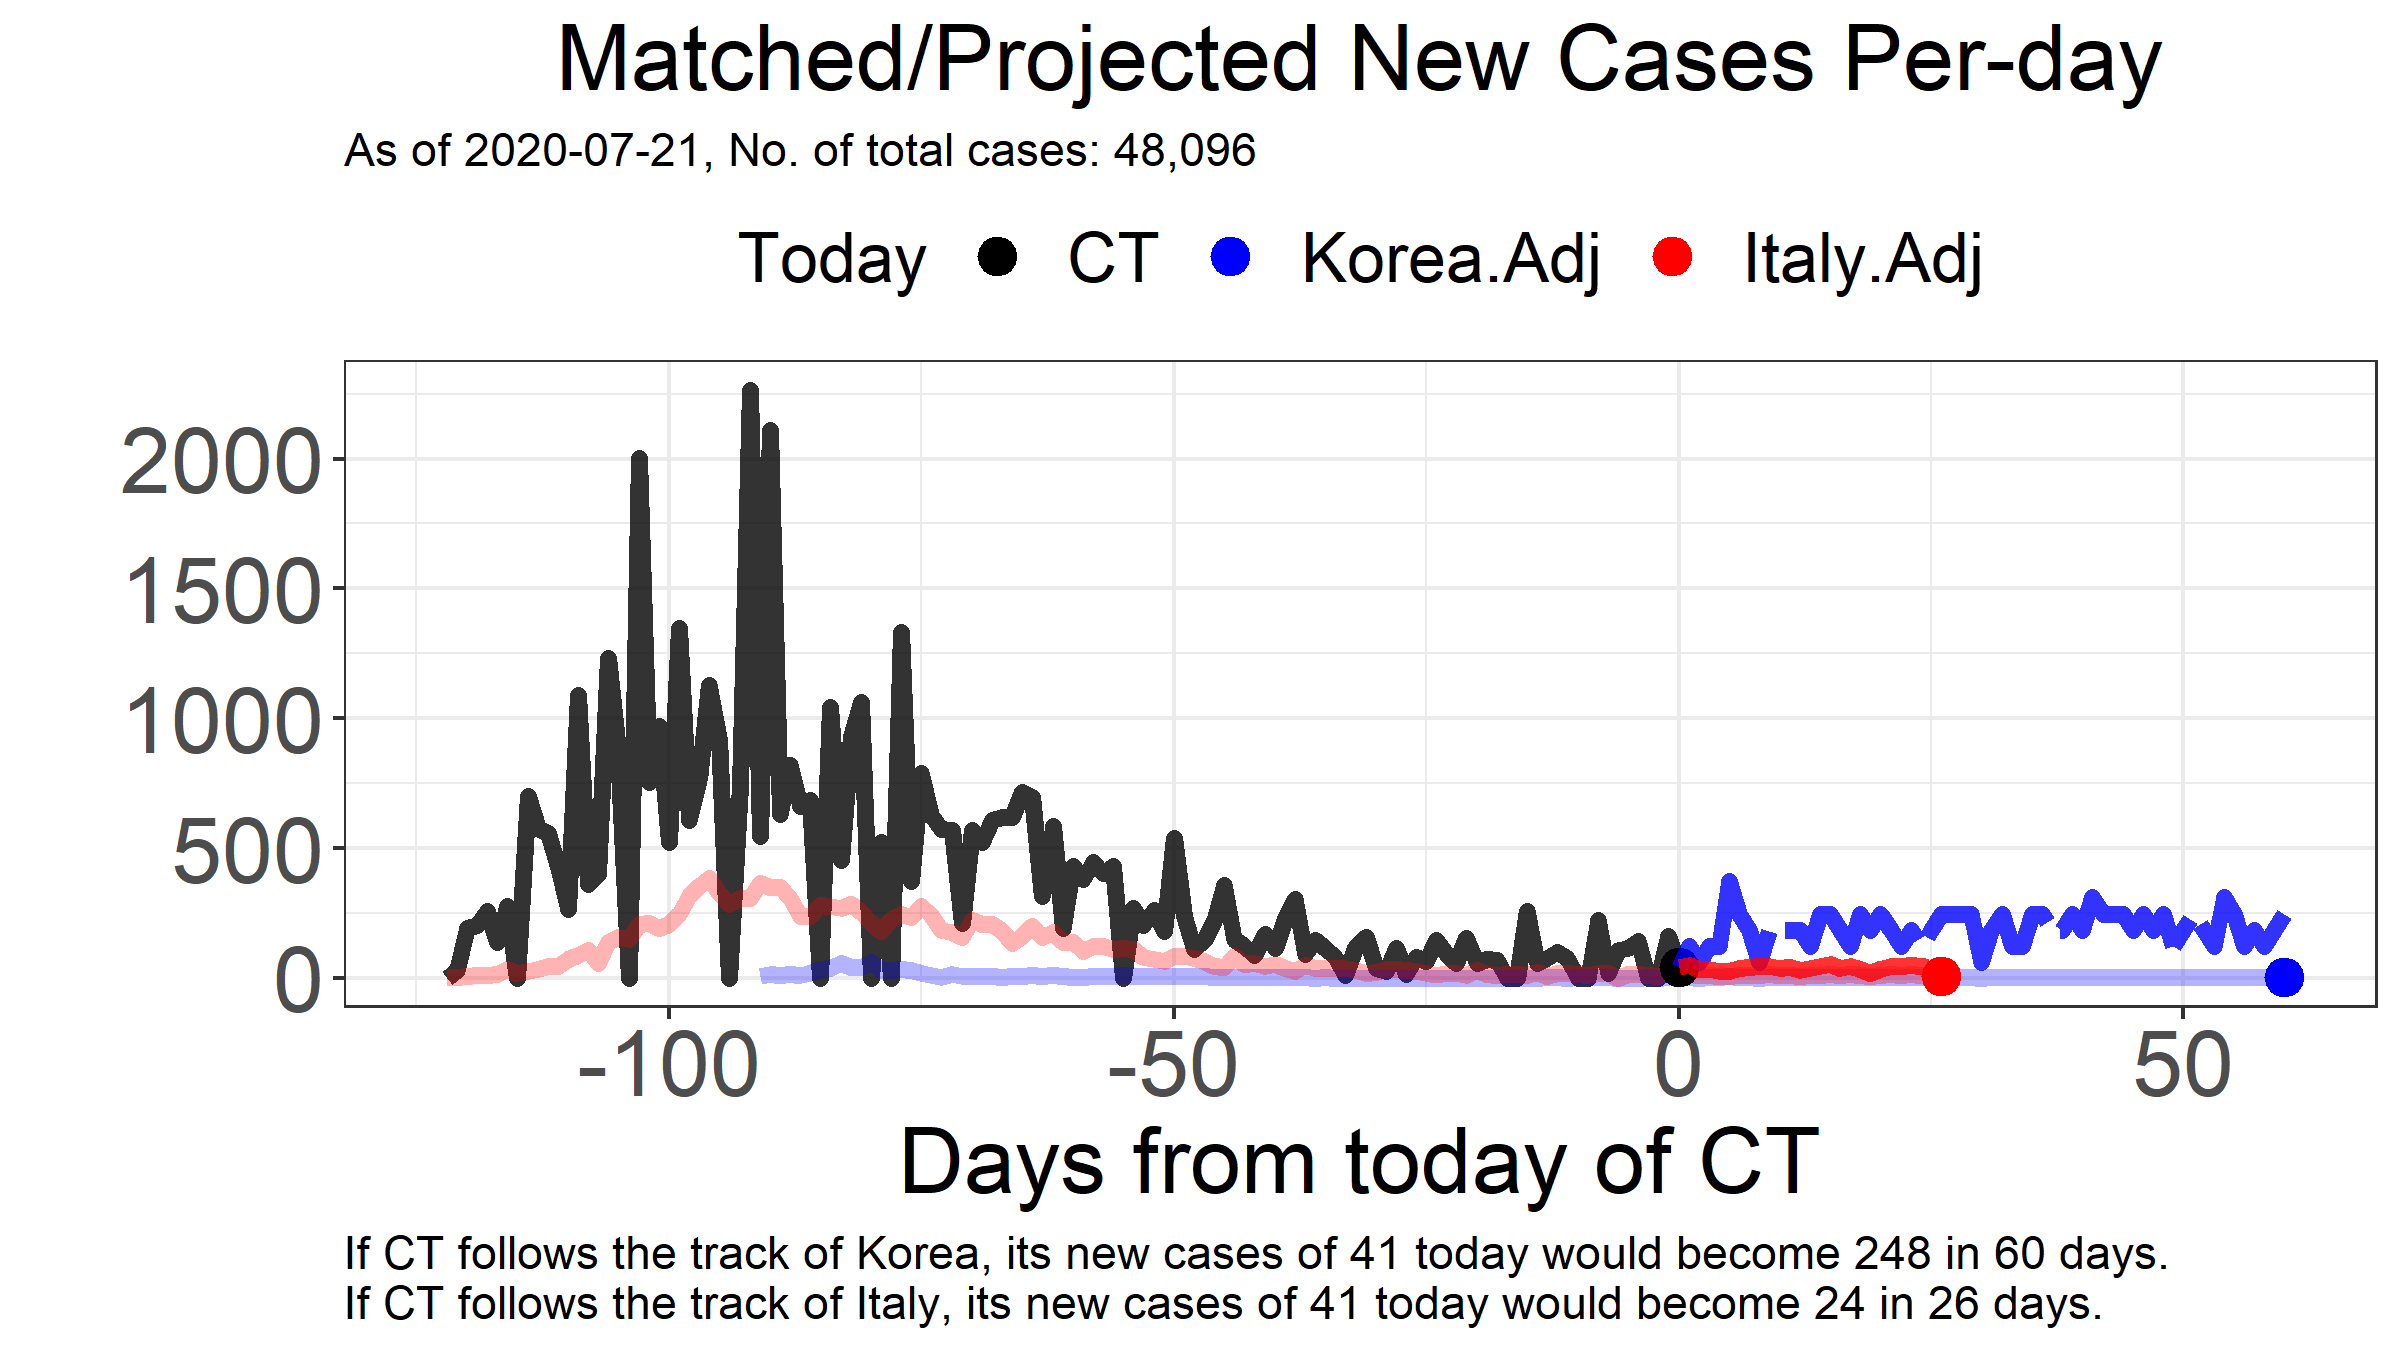 Matched/Projected New Cases Per-day
As of 2020-07-21, No. of total cases: 48,096
Today CT Korea.Adj Italy.Adj
2000
1500
1000
500
0
-100 -50 0 50
Days from today of CT
If CT follows the track of Korea, its new cases of 41 today would become 248 in 60 days.
If CT follows the track of Italy, its new cases of 41 today would become 24 in 26 days.